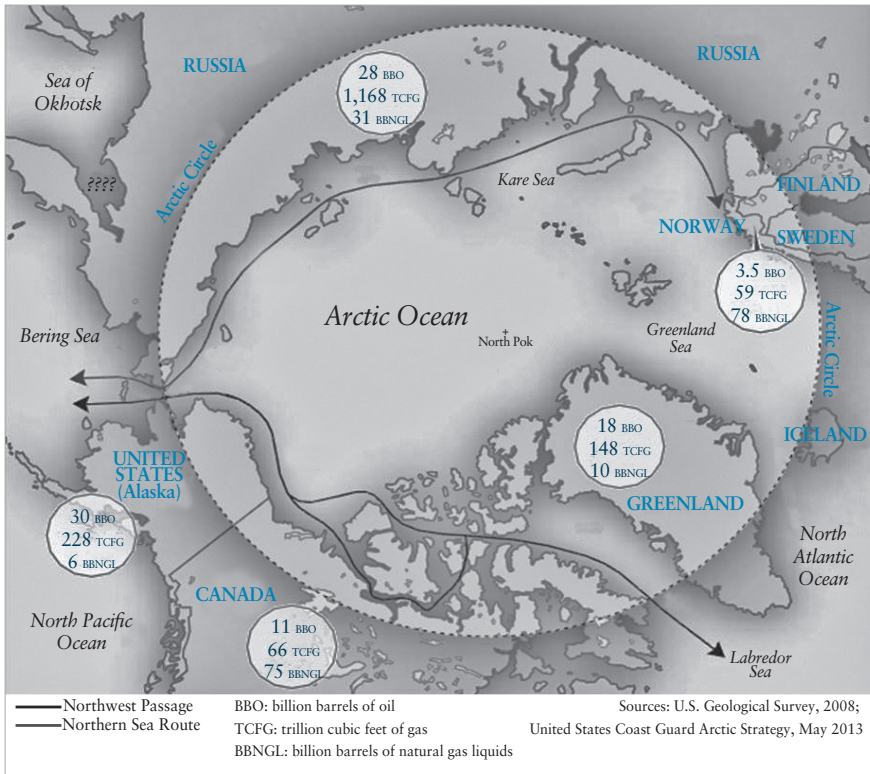 RUSSIA
RUSSIA
Sea of
Okhotsk
28 BBO
1,168 TCFG
31 BBNGL
Arctic Circle
????
Kare Sea
FINLAND
NORWAY
SWEDEN
3.5 BBO
59 TCFG
78 BBNGL
Arctic Ocean
North Pok
Greenland
Sea
Arctic Circle
Bering Sea
18 BBO
148 TCFG
10 BBNGL
ICELAND
UNITED
STATES
(Alaska)
GREENLAND
30 BBO
228 TCFG
6 BBNGL
North
Atlantic
Ocean
CANADA
North Pacific
Ocean
11 BBO
66 TCFG
75 BBNGL
Labredor
Sea
Northwest Passage
Northern Sea Route
BBO: billion barrels of oil
TCFG: trillion cubic feet of gas
BBNGL: billion barrels of natural gas liquids
Sources: U.S. Geological Survey, 2008;
United States Coast Guard Arctic Strategy, May 2013